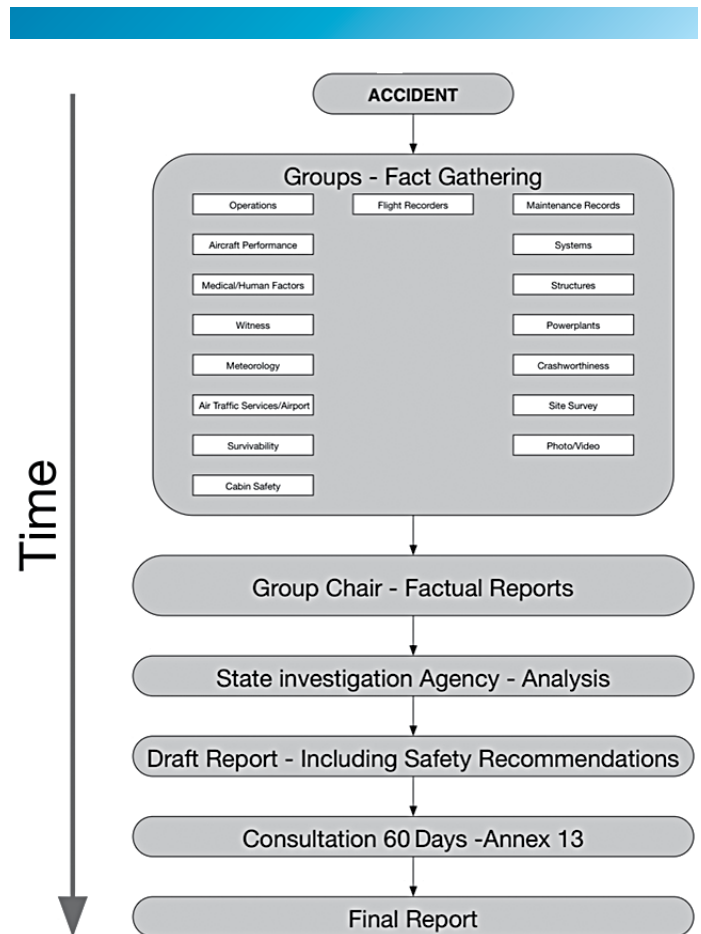 ACCIDENT
Groups - Fact Gathering
Operations
Flight Recorders
Maintenance Records
Aircraft Performance
Systems
Medical/Human Factors
Structures
Witness
Powerplants
Meteorology
Crashworthiness
Air Traffic Services/Airport
Site Survey
Survivability
Photo/Video
Cabin Safety
Time
Group Chair - Factual Reports
State investigation Agency - Analysis
Draft Report - Including Safety Recommendations
Consultation 60 Days -Annex 13
Final Report